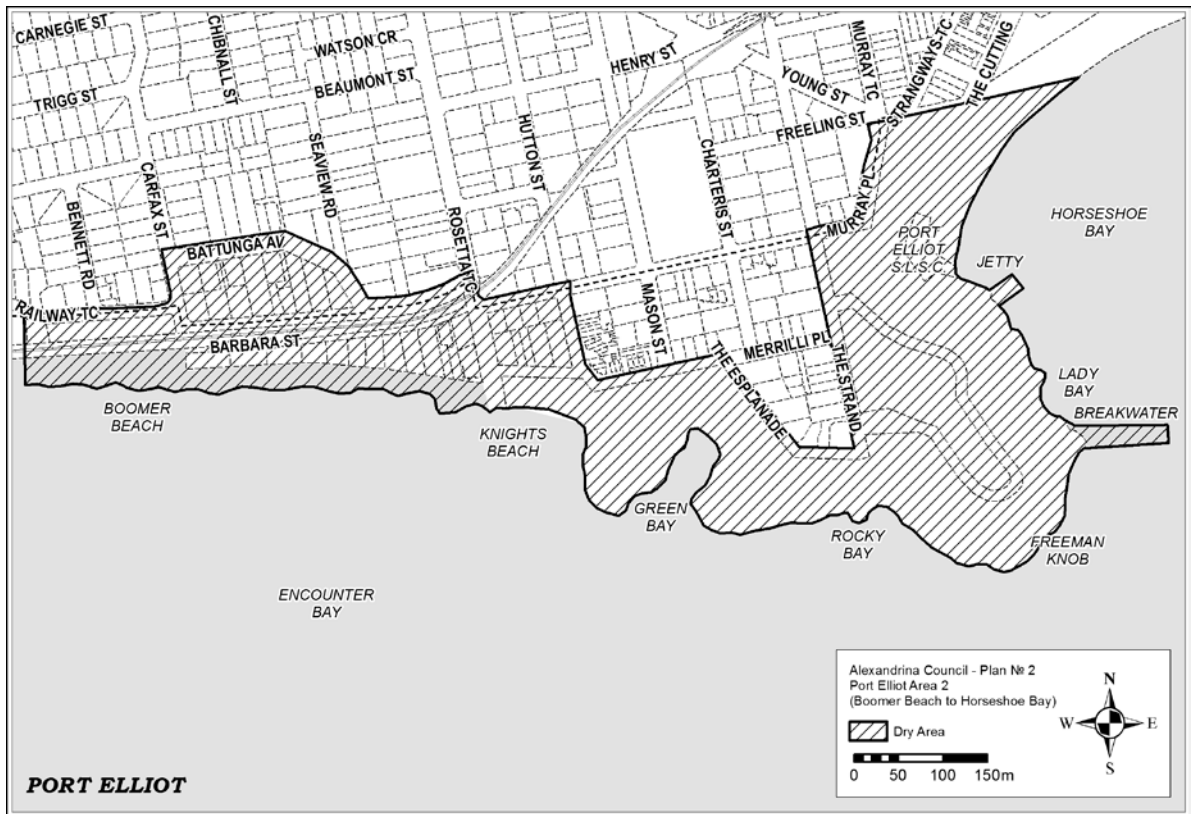 CARNEGIE ST
CHIBNALL ST
WATSON CR
HENRY ST
MURRAY TC
STRANGWAYS-TC
THE CUTTING
TRIGG ST
BEAUMONT ST
YOUNG ST
FREELING ST
HUTTON ST
SEAVIEW RD
CARFAX ST
CHARTERIS ST
BENNETT RD
ROSETTA TC
MURRAY PL
HORSESHOE
BAY
PORT
ELLIOT
S.L.S.C.
BATTUNGA AV
JETTY
RAILWAY-TC
MASON ST
BARBARA ST
MERRILLI PL
THE STRAND
THE ESPLANADE
LADY
BAY
BREAKWATER
BOOMER
BEACH
KNIGHTS
BEACH
GREEN
BAY
ROCKY
BAY
FREEMAN
KNOB
ENCOUNTER
BAY
Alexandrina Council - Plan № 2
Port Elliot Area 2
(Boomer Beach to Horseshoe Bay)
Dry Area
0 50 100 150m
N
W E
S
PORT ELLIOT